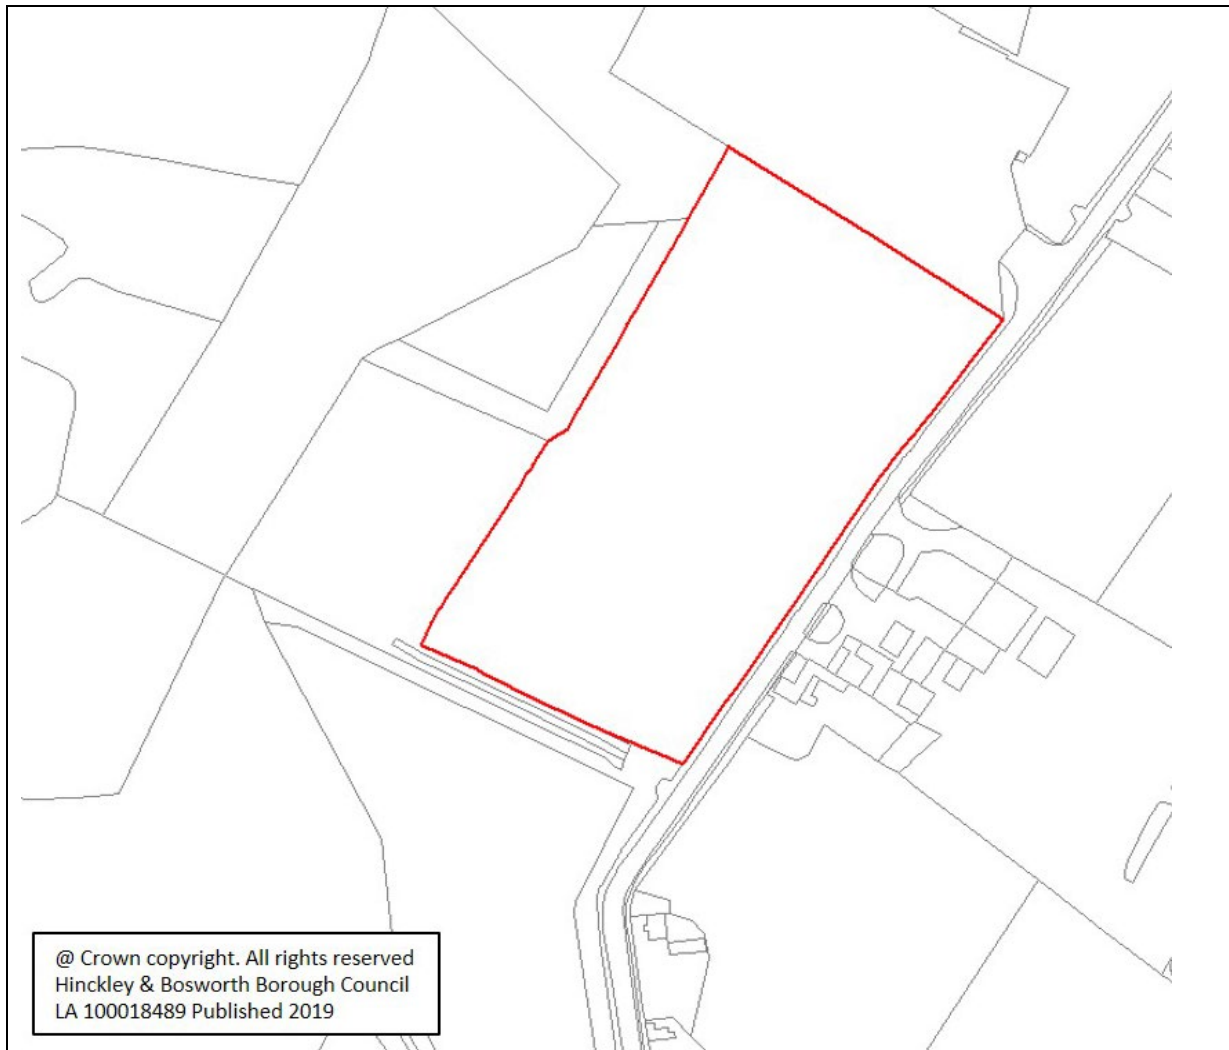 @ Crown copyright. All rights reserved
Hinckley & Bosworth Borough Council
LA 100018489 Published 2019